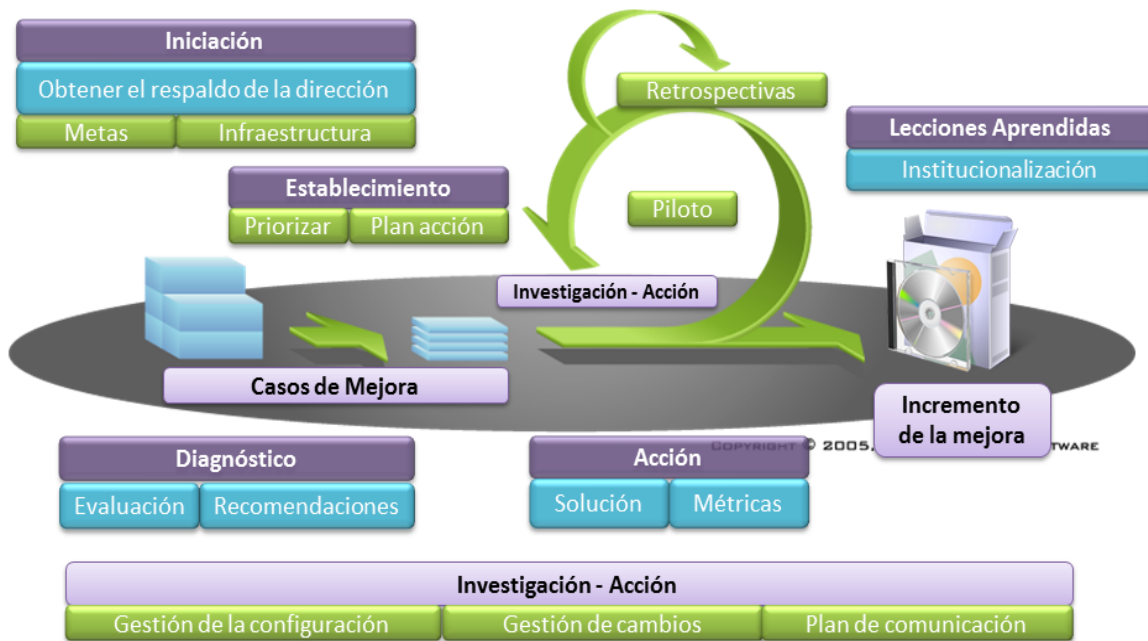 Iniciación
Obtener el respaldo de la dirección
Metas
Infraestructura
Retrospectivas
Lecciones Aprendidas
Institucionalización
Establecimiento
Priorizar
Plan acción
Piloto
Investigación - Acción
Casos de Mejora
Incremento
de la mejora
COPYRIGHT © 2005,
Diagnóstico
Evaluación
Recomendaciones
Acción
Solución
Métricas
Investigación - Acción
Gestión de la configuración
Gestión de cambios
Plan de comunicación